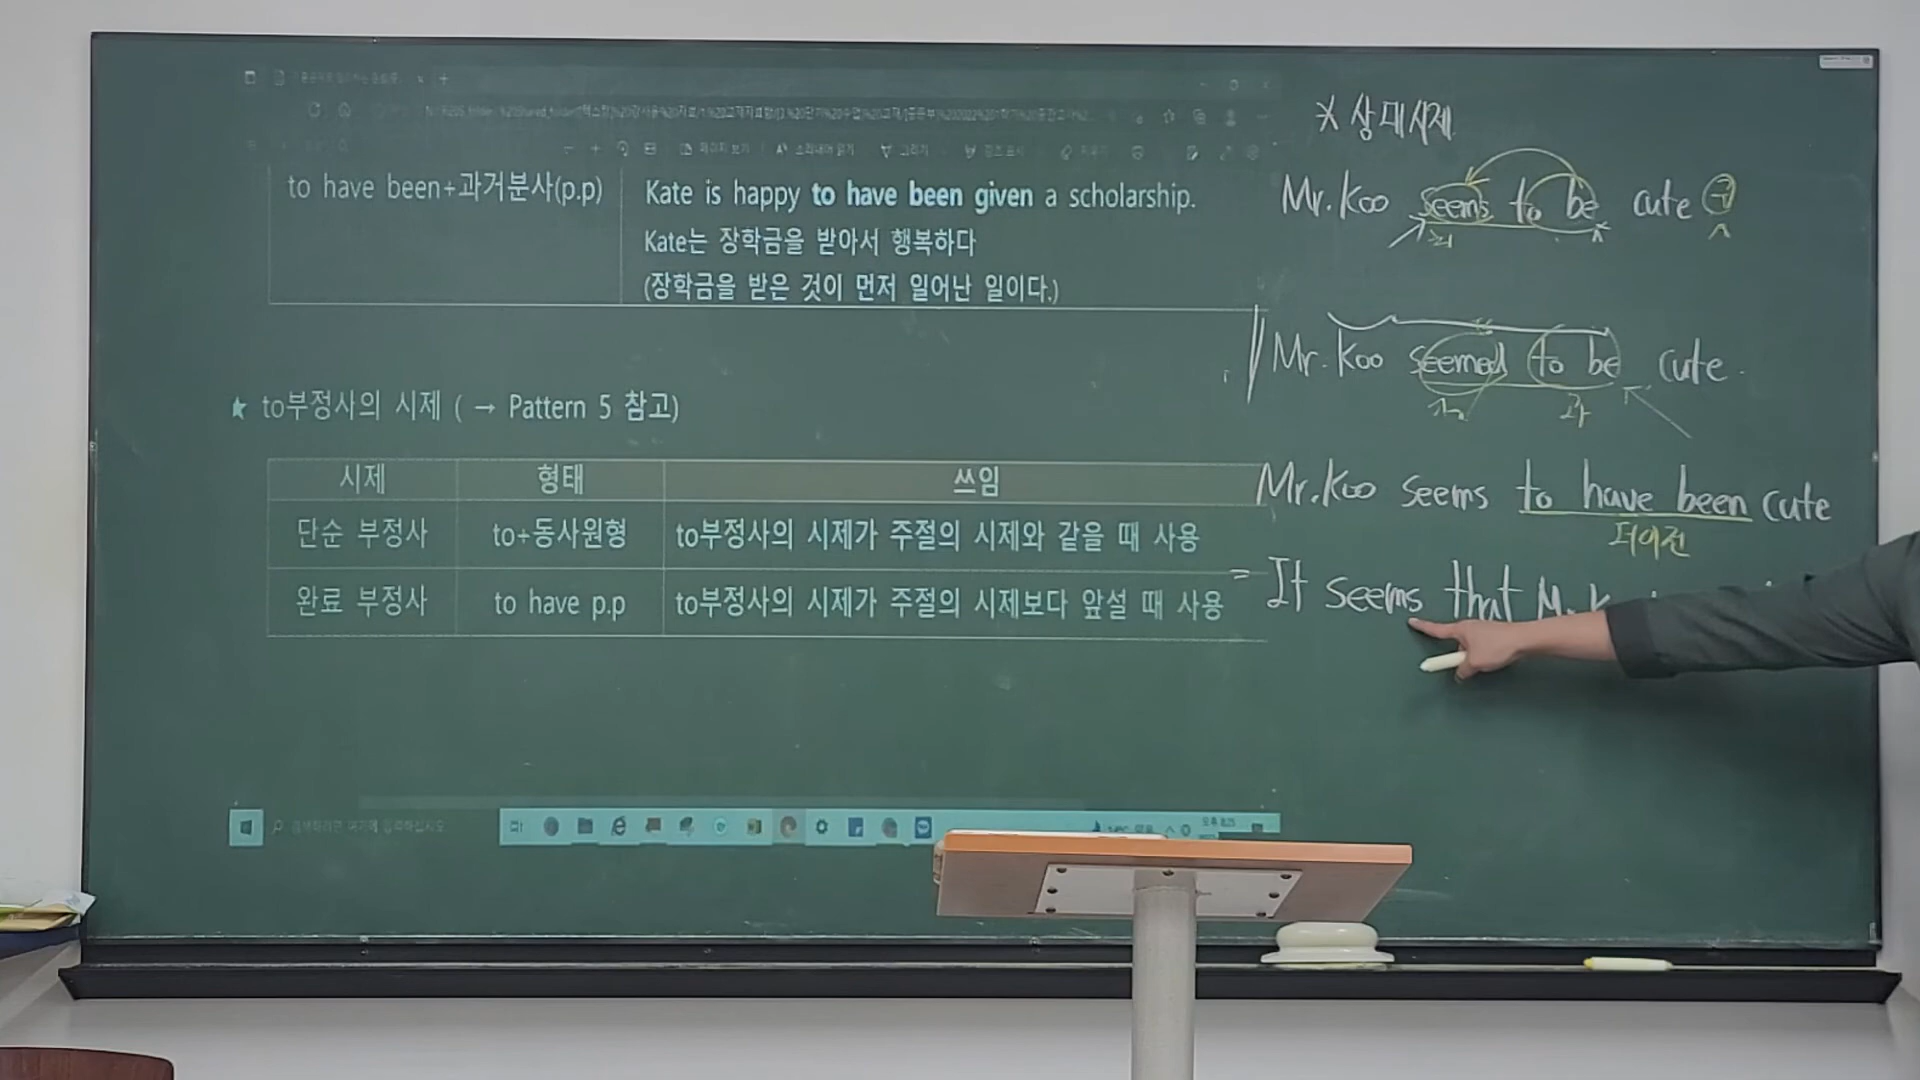 to have been+과거분사(p.p)
Kate is happy to have been given a scholarship.
Kate는 장학금을 받아서 행복하다
(장학금을 받은 것이 먼저 일어난 일이다.)
★ to부정사의 시제 ( → Pattern 5 참고)
시제 형태 쓰임
단순 부정사 to+동사원형 to부정사의 시제가 주절의 시제와 같을 때 사용
완료 부정사 to have p.p to부정사의 시제가 주절의 시제보다 앞설 때 사용
* 상대시제
Mr. Koo seems to be cute
Mr. Koo seemed to be cute.
과
Mr. Koo seems to have been cute
더 이전
= It seems that Mr. K